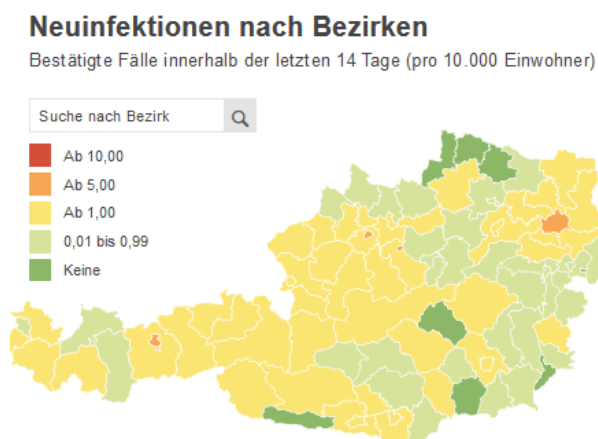 Neuinfektionen nach Bezirken
Bestätigte Fälle innerhalb der letzten 14 Tage (pro 10.000 Einwohner)
Suche nach Bezirk
Ab 10,00
Ab 5,00
Ab 1,00
0,01 bis 0,99
Keine